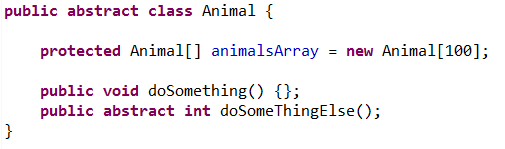 public abstract class Animal {
protected Animal[] animalsArray = new Animal[100];
public void doSomething() {};
public abstract int doSomeThingElse();
}